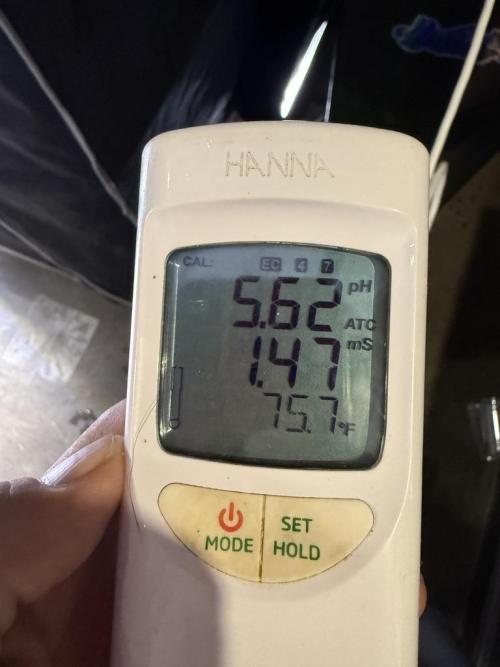 HANNA
CAL: EC 4 7
5.62 pH
ATC
1.47 mS
75.7 °F
MODE
SET
HOLD